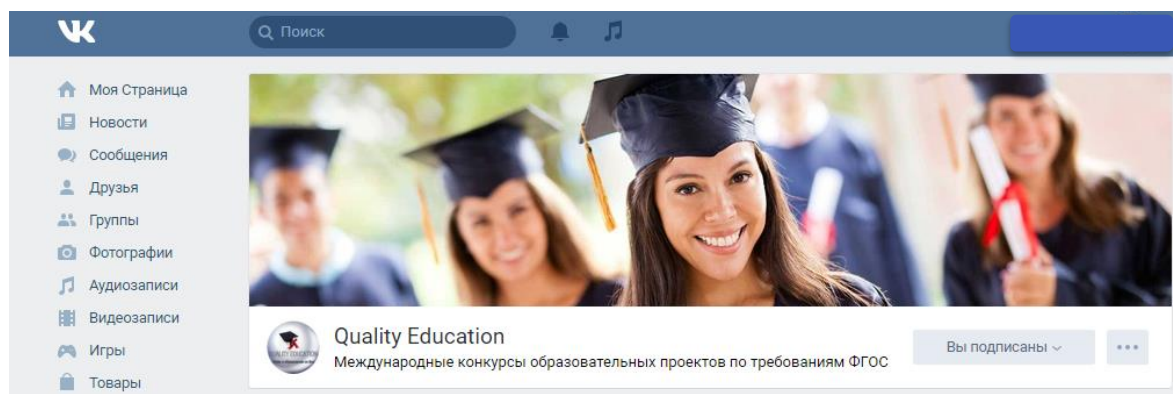 Поиск
Моя Страница
Новости
Сообщения
Друзья
Группы
Фотографии
Аудиозаписи
Видеозаписи
Игры
Товары
Quality Education
Международные конкурсы образовательных проектов по требованиям ФГОС
Вы подписаны